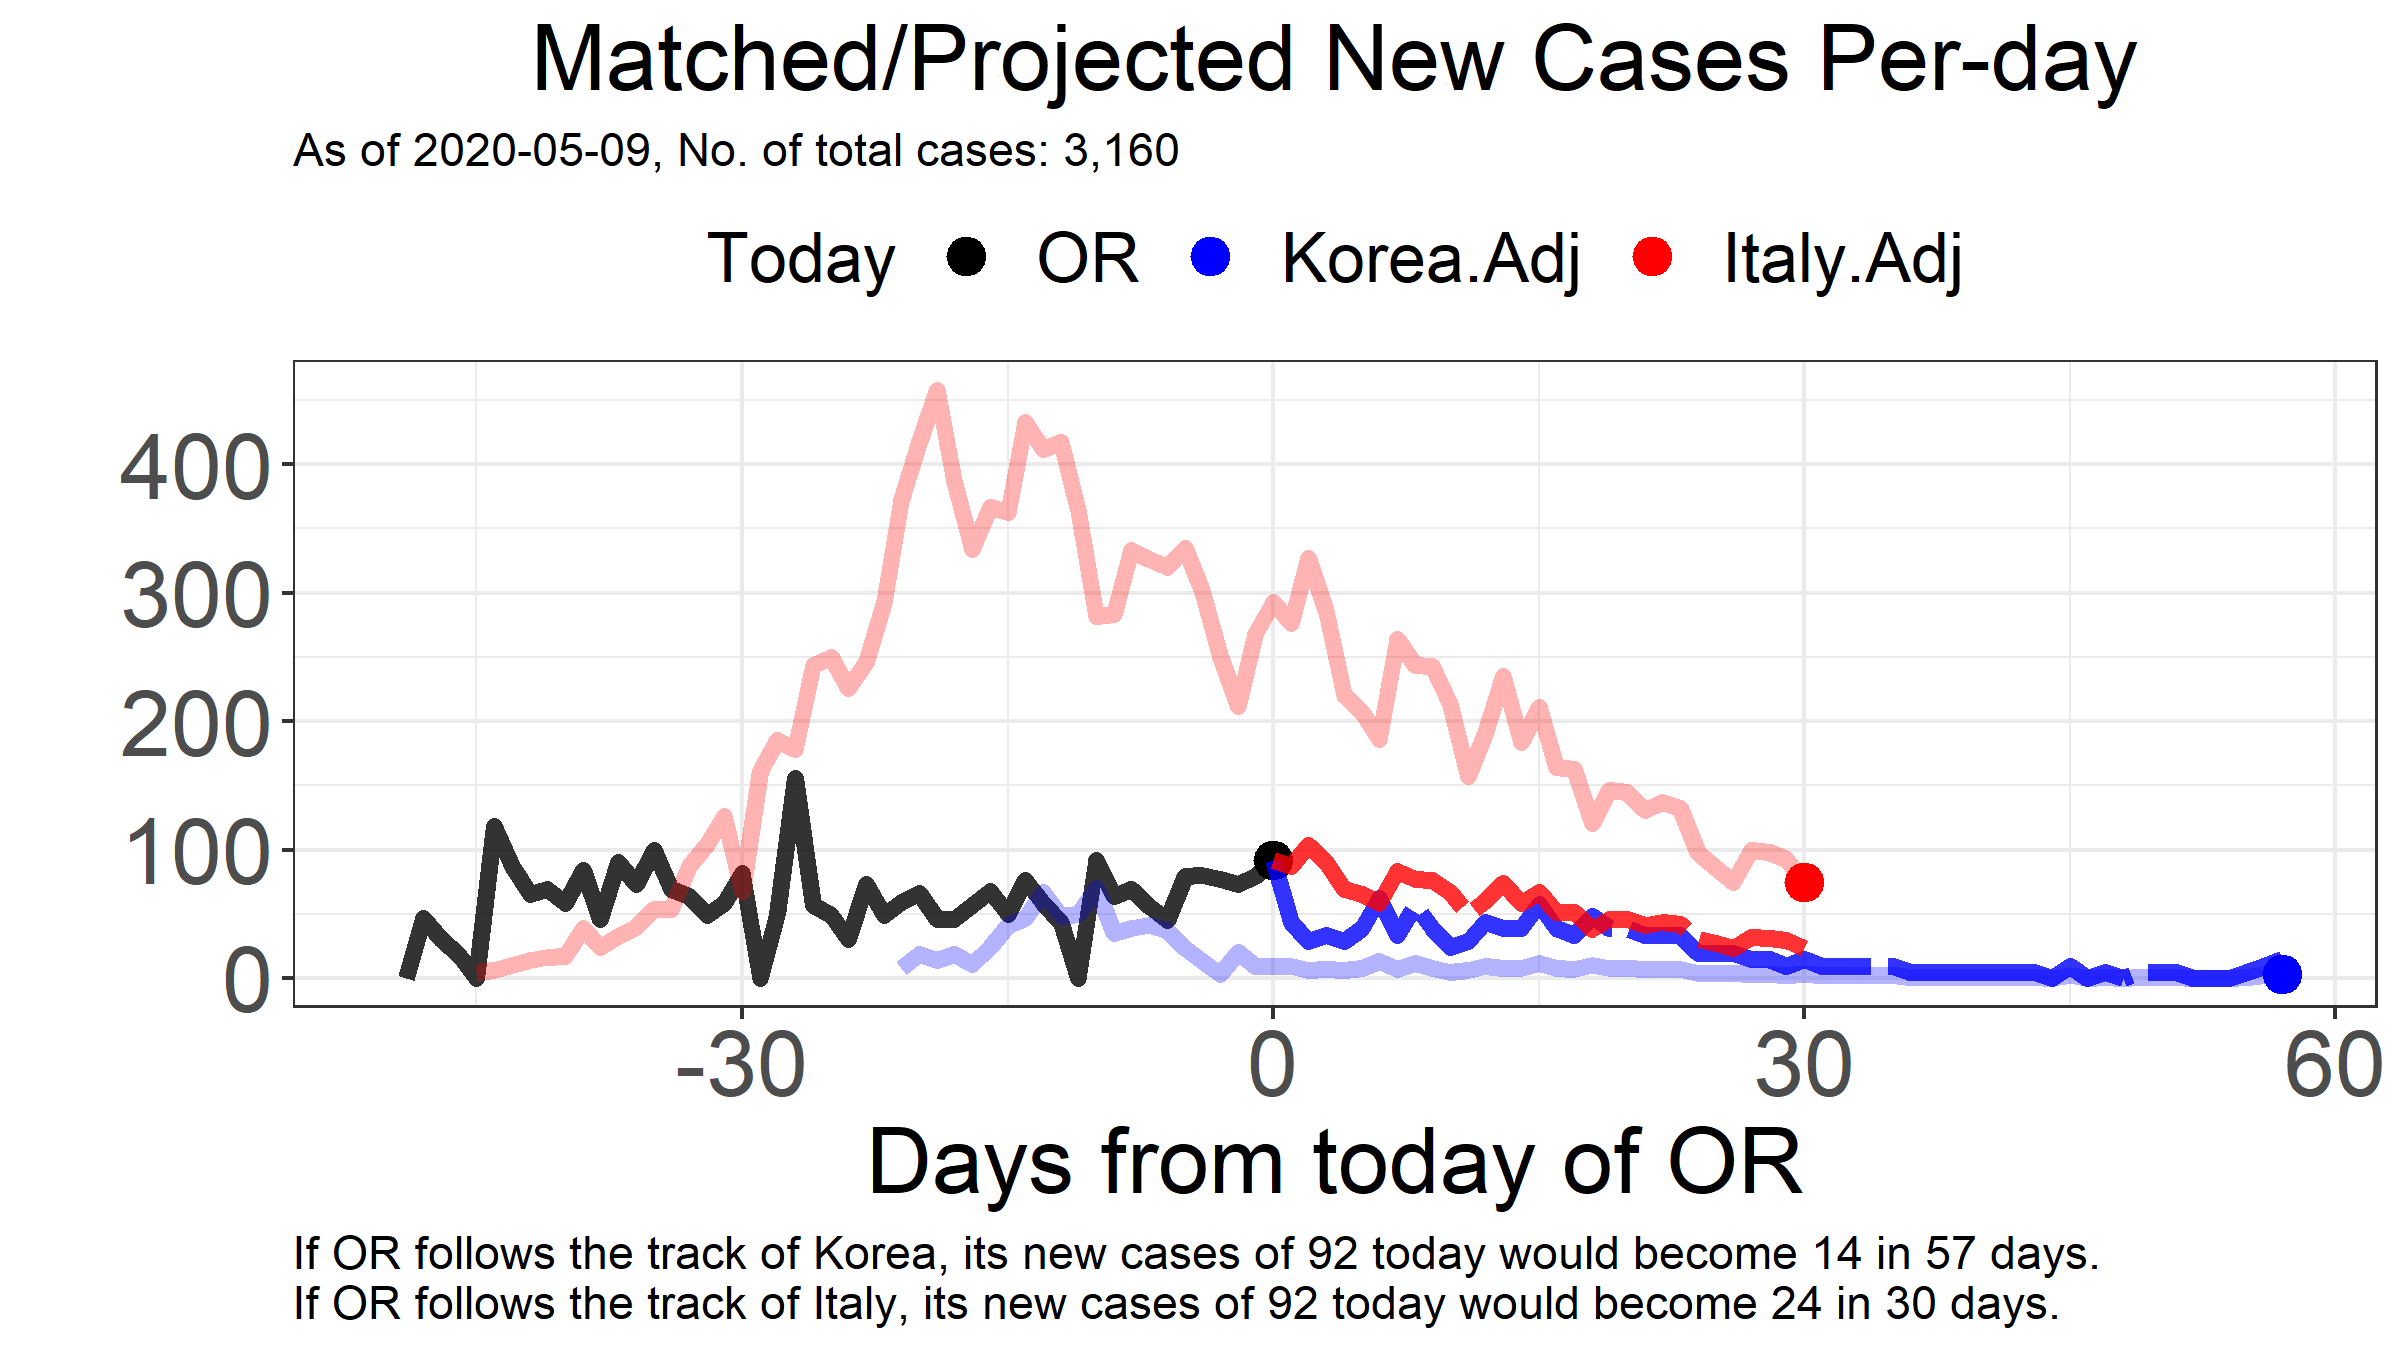 Matched/Projected New Cases Per-day
As of 2020-05-09, No. of total cases: 3,160
Today OR Korea.Adj Italy.Adj
400
300
200
100
0
-30 0 30 60
Days from today of OR
If OR follows the track of Korea, its new cases of 92 today would become 14 in 57 days.
If OR follows the track of Italy, its new cases of 92 today would become 24 in 30 days.